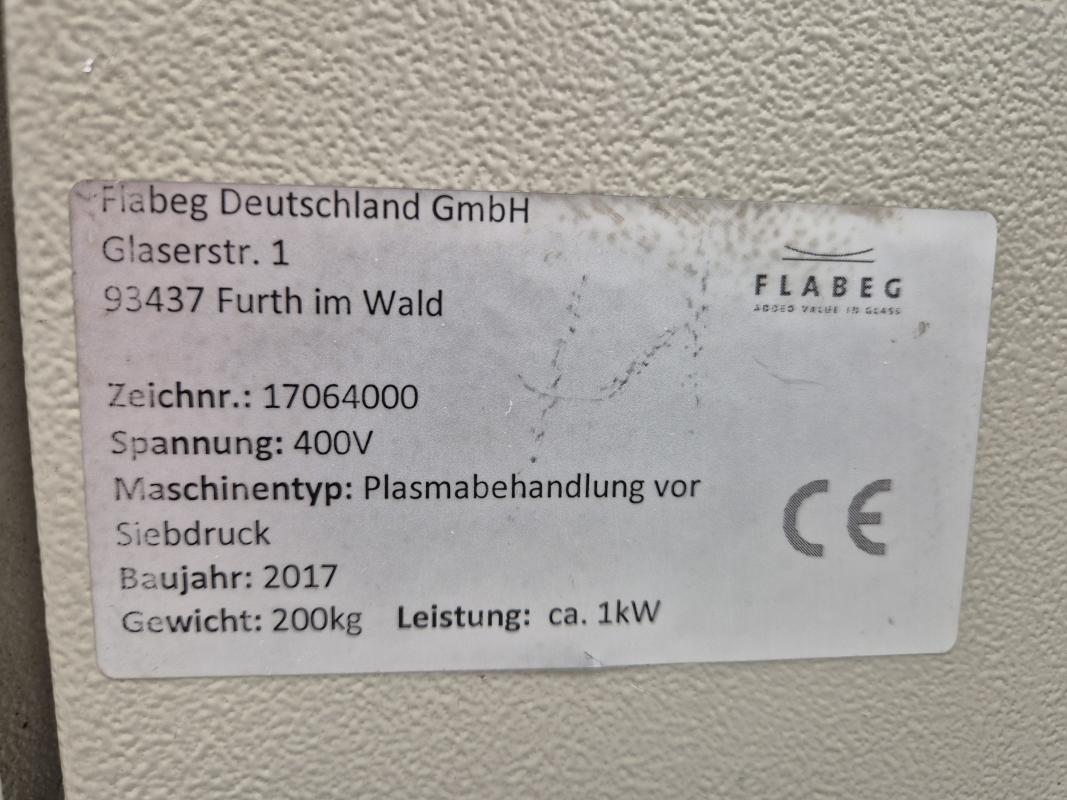 Flabeg Deutschland GmbH
Glaserstr. 1
93437 Furth im Wald
FLABEG
ADDED VALUE IN GLASS
Zeichnr.: 17064000
Spannung: 400V
Maschinentyp: Plasmabehandlung vor
Siebdruck
Baujahr: 2017
Gewicht: 200kg Leistung: ca. 1kW
CE